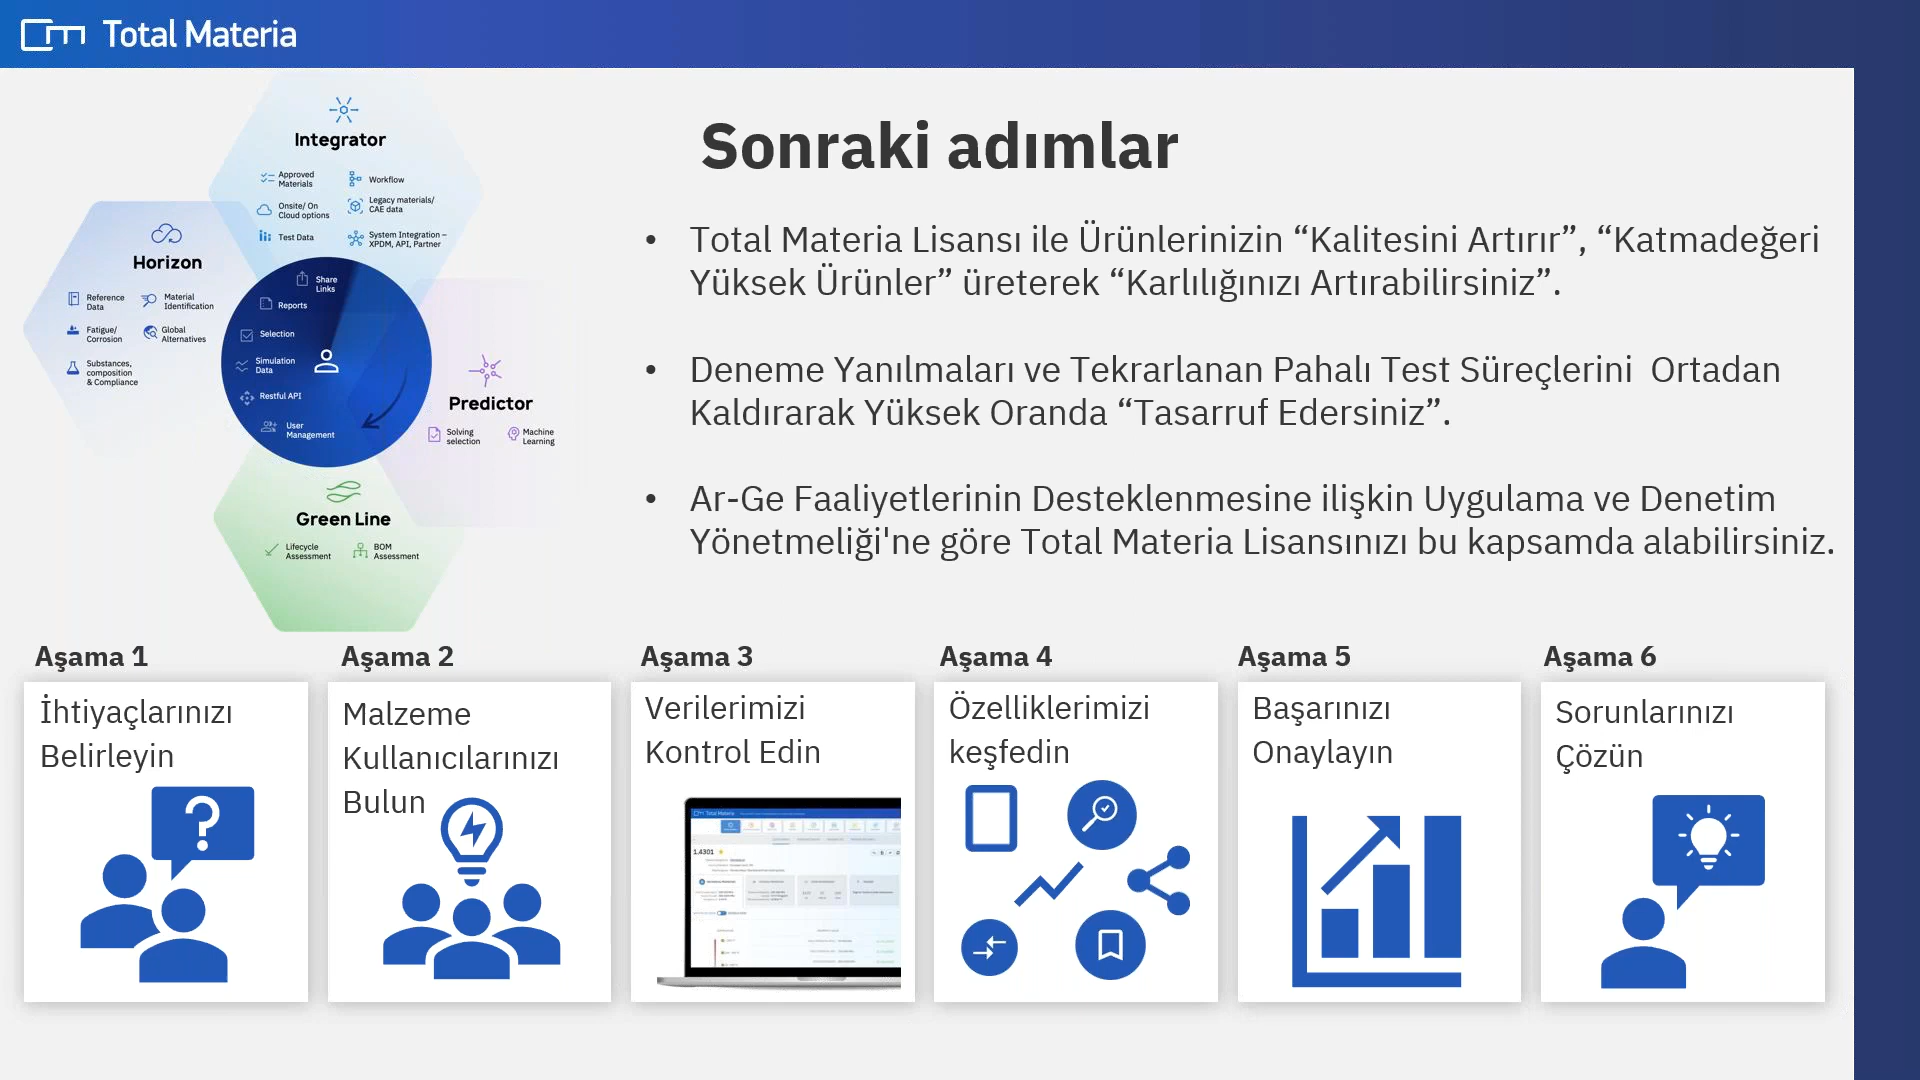 Total Materia
Integrator
Approved
Materials
Workflow
Onsite/ On
Cloud options
Legacy materials/
CAE data
Test Data
System Integration –
XPDM, API, Partner
Horizon
Reference
Data
Material
Identification
Fatigue/
Corrosion
Global
Alternatives
Substances,
composition
& Compliance
Share
Links
Reports
Selection
Simulation
Data
Restful API
User
Management
Predictor
Solving
selection
Machine
Learning
Green Line
Lifecycle
Assessment
BOM
Assessment
Sonraki adımlar
• Total Materia Lisansı ile Ürünlerinizin “Kalitesini Artırır”, “Katmadeğeri
Yüksek Ürünler” üreterek “Karlılığınızı Artırabilirsiniz”.
• Deneme Yanılmaları ve Tekrarlanan Pahalı Test Süreçlerini Ortadan
Kaldırarak Yüksek Oranda “Tasarruf Edersiniz”.
• Ar-Ge Faaliyetlerinin Desteklenmesine ilişkin Uygulama ve Denetim
Yönetmeliği'ne göre Total Materia Lisansınızı bu kapsamda alabilirsiniz.
Aşama 1
İhtiyaçlarınızı
Belirleyin
Aşama 2
Malzeme
Kullanıcılarınızı
Bulun
Aşama 3
Verilerimizi
Kontrol Edin
Total Materia
1.4301
Aşama 4
Özelliklerimizi
keşfedin
Aşama 5
Başarınızı
Onaylayın
Aşama 6
Sorunlarınızı
Çözün